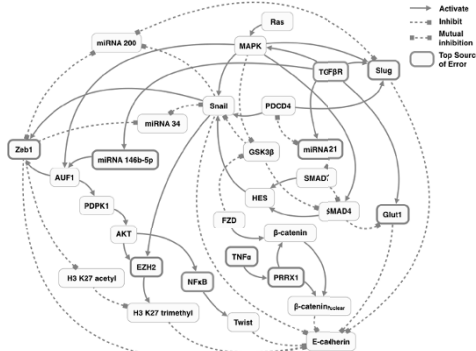 Activate
Ras
Inhibit
miRNA 200
MAPK
Mutual
inhibition
TGFβR
Slug
Top Source
of Error
Snail
PDCD4
miRNA 34
GSK3β
miRNA21
Zeb1
miRNA 146b-5p
AUF1
HES
SMAD7
PDPK1
SMAD4
Glut1
FZD
AKT
β-catenin
TNFα
EZH2
H3 K27 acetyl
NFκB
PRRX1
H3 K27 trimethyl
β-catenin nuclear
Twist
E-cadherin